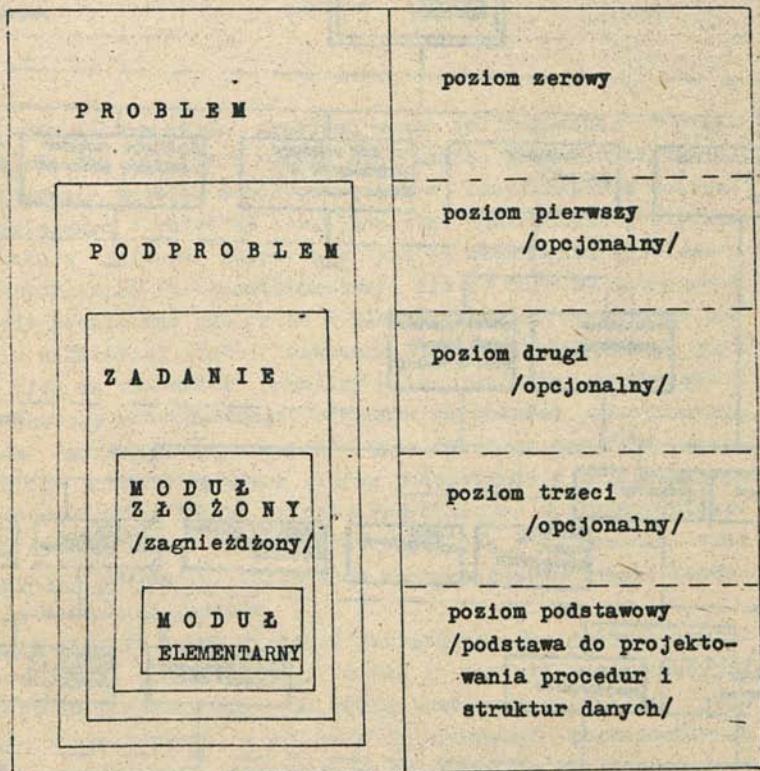 PROBLEM
poziom zerowy
PODPROBLEM
poziom pierwszy
/opcjonalny/
ZADANIE
poziom drugi
/opcjonalny/
MODUŁ
ZŁOŻONY
/zagnieżdżony/
poziom trzeci
/opcjonalny/
MODUŁ
ELEMENTARNY
poziom podstawowy
/podstawa do projekto-
wania procedur i
struktur danych/